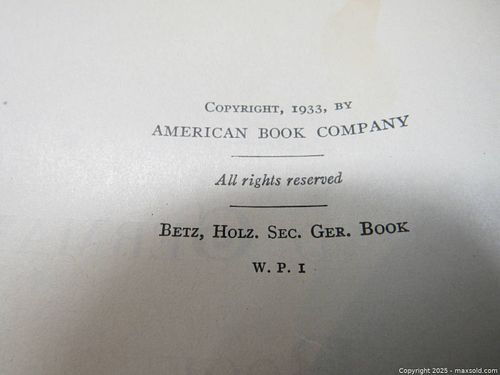 Copyright, 1933, by
AMERICAN BOOK COMPANY
All rights reserved
Betz, Holz. Sec. Ger. Book
W. P. I
Copyright 2025 - maxsold.com